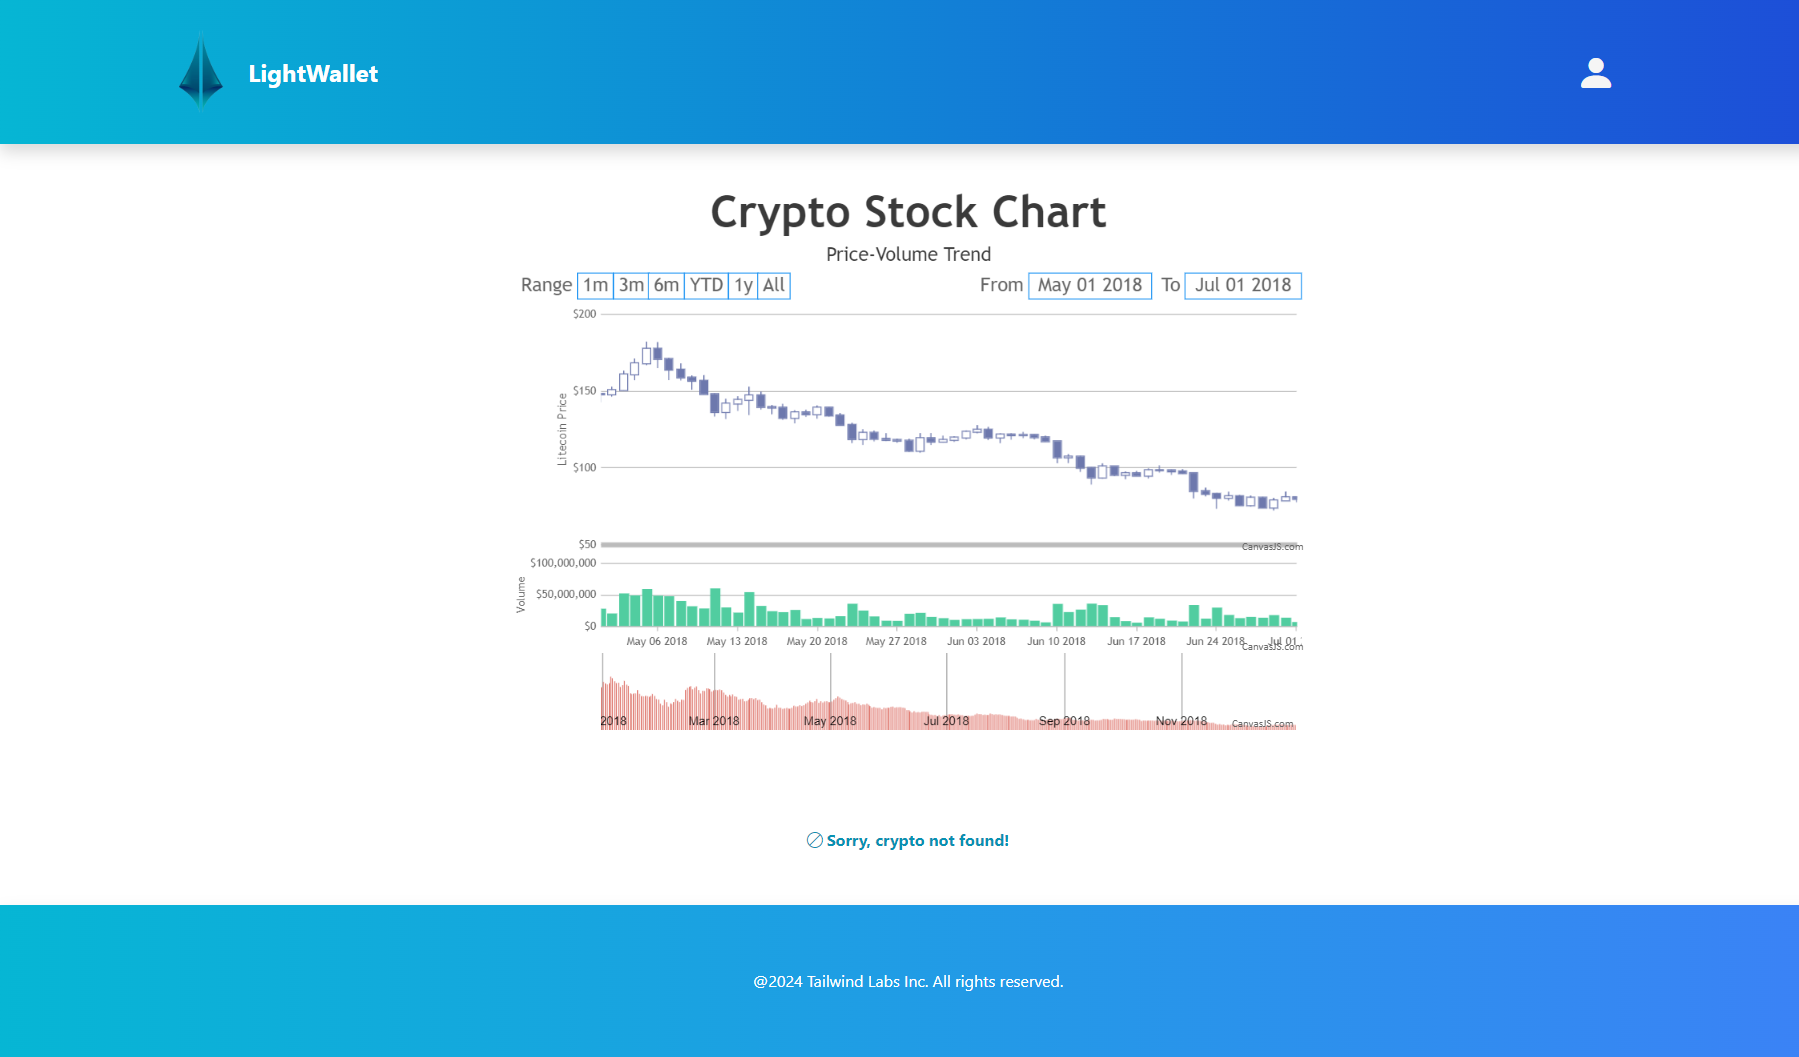 LightWallet
Crypto Stock Chart
Price-Volume Trend
Range 1m 3m 6m YTD 1y All From May 01 2018 To Jul 01 2018
$200
$150
Litecoin Price
$100
$50
CanvasJS.com
$100,000,000
Volume
$50,000,000
$0
May 06 2018 May 13 2018 May 20 2018 May 27 2018 Jun 03 2018 Jun 10 2018 Jun 17 2018 Jun 24 2018 Jul 01
CanvasJS.com
2018 Mar 2018 May 2018 Jul 2018 Sep 2018 Nov 2018 CanvasJS.com
Sorry, crypto not found!
@2024 Tailwind Labs Inc. All rights reserved.